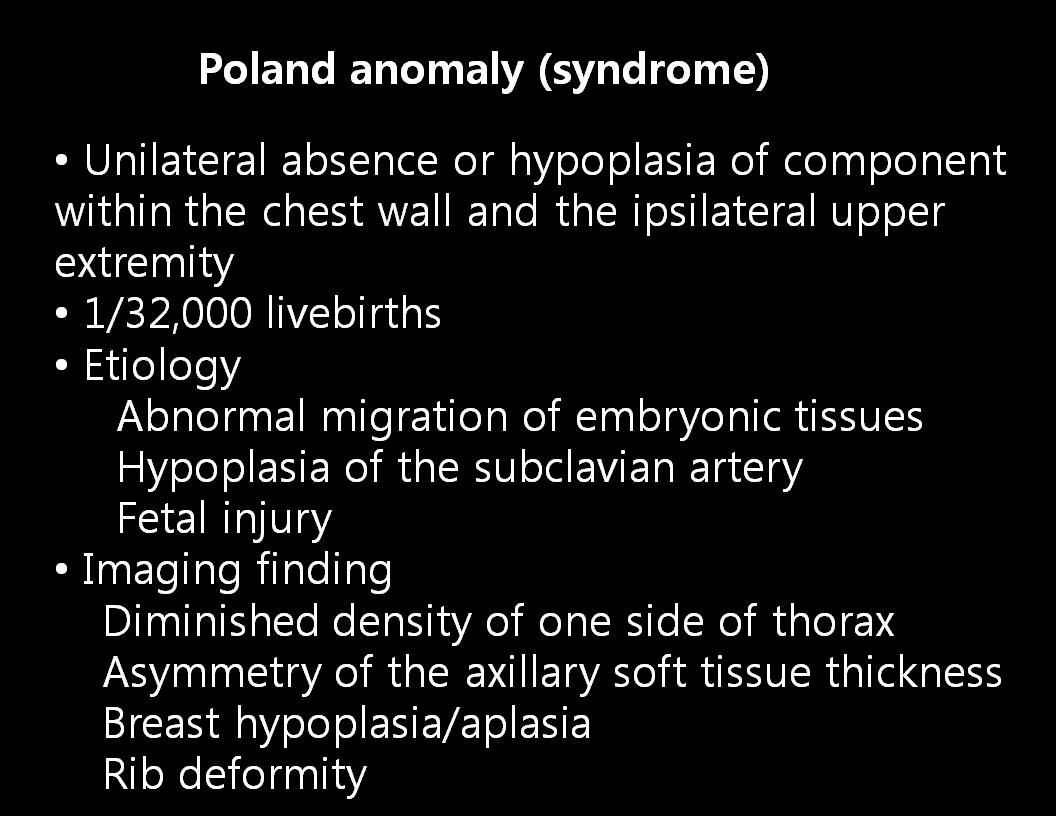 Poland anomaly (syndrome)
• Unilateral absence or hypoplasia of component
within the chest wall and the ipsilateral upper
extremity
• 1/32,000 livebirths
• Etiology
Abnormal migration of embryonic tissues
Hypoplasia of the subclavian artery
Fetal injury
• Imaging finding
Diminished density of one side of thorax
Asymmetry of the axillary soft tissue thickness
Breast hypoplasia/aplasia
Rib deformity